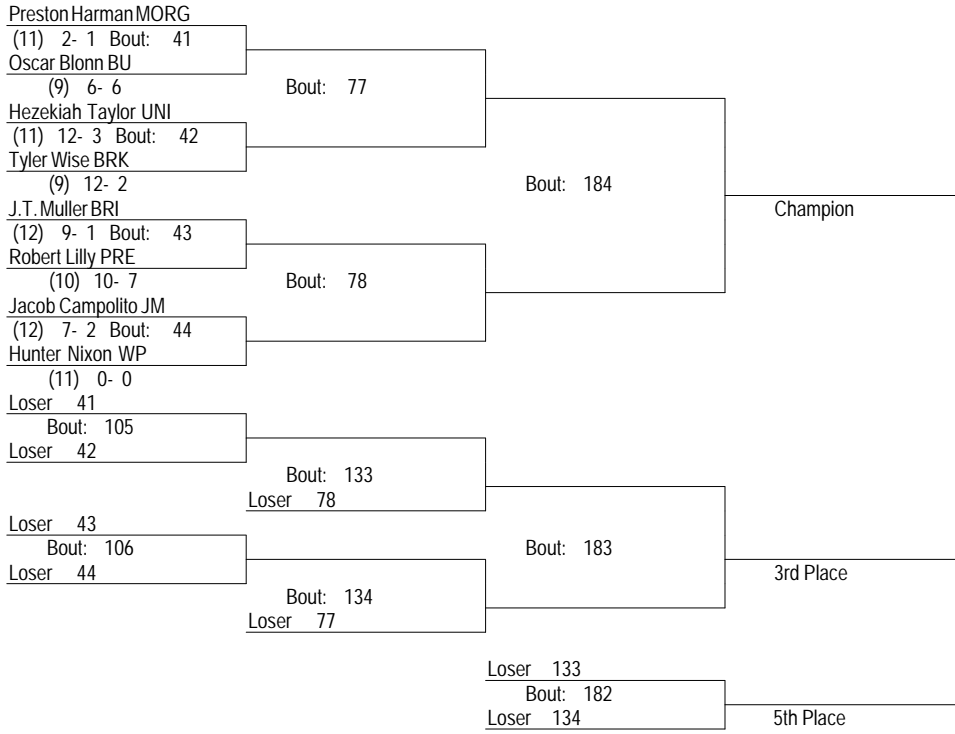 Preston Harman MORG
(11) 2- 1 Bout: 41
Oscar Blonn BU
(9) 6- 6
Bout: 77
Hezekiah Taylor UNI
(11) 12- 3 Bout: 42
Tyler Wise BRK
(9) 12- 2
Bout: 184
J.T. Muller BRI
Champion
(12) 9- 1 Bout: 43
Robert Lilly PRE
(10) 10- 7
Bout: 78
Jacob Campolito JM
(12) 7- 2 Bout: 44
Hunter Nixon WP
(11) 0- 0
Loser 41
Bout: 105
Loser 42
Bout: 133
Loser 78
Loser 43
Bout: 106
Bout: 183
Loser 44
3rd Place
Bout: 134
Loser 77
Loser 133
Bout: 182
Loser 134
5th Place